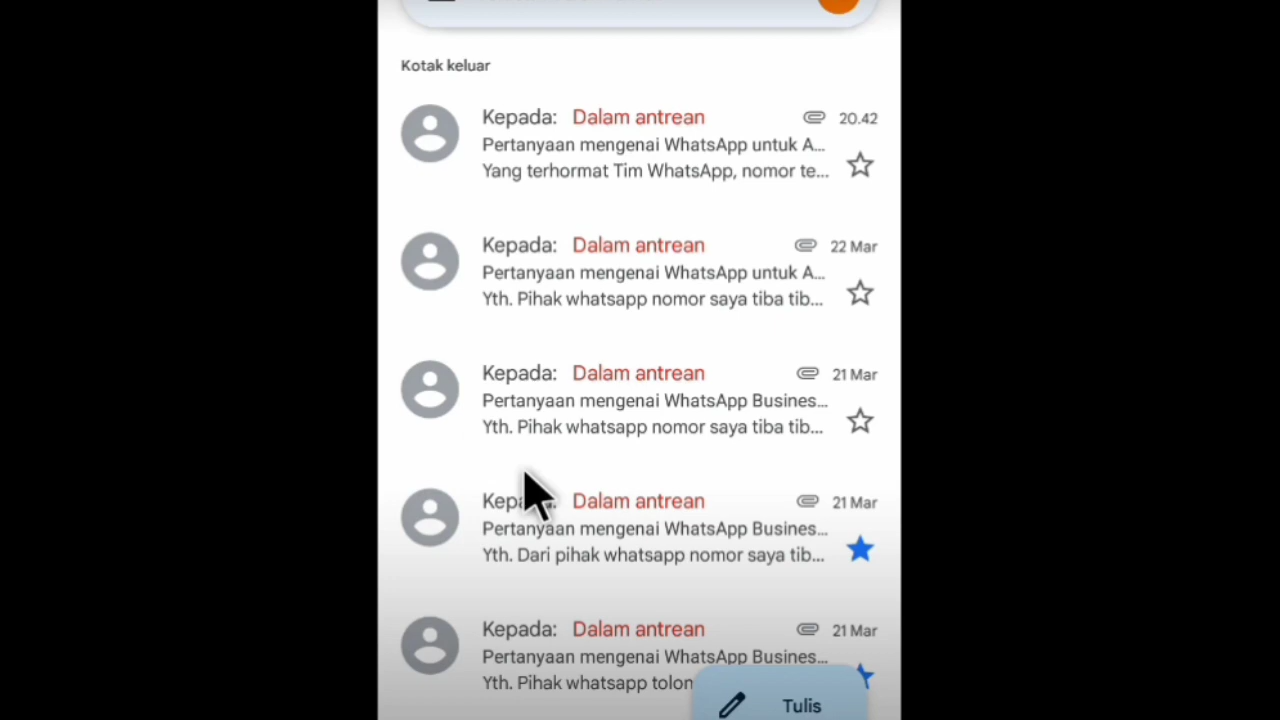 Kotak keluar
Kepada: Dalam antrean 20.42
Pertanyaan mengenai WhatsApp untuk A...
Yang terhormat Tim WhatsApp, nomor te...
Kepada: Dalam antrean 22 Mar
Pertanyaan mengenai WhatsApp untuk A...
Yth. Pihak whatsapp nomor saya tiba tib...
Kepada: Dalam antrean 21 Mar
Pertanyaan mengenai WhatsApp Busines...
Yth. Pihak whatsapp nomor saya tiba tib...
Dalam antrean 21 Mar
Pertanyaan mengenai WhatsApp Busines...
Yth. Dari pihak whatsapp nomor saya tib...
Kepada: Dalam antrean 21 Mar
Pertanyaan mengenai WhatsApp Busines...
Yth. Pihak whatsapp tolon
Tulis